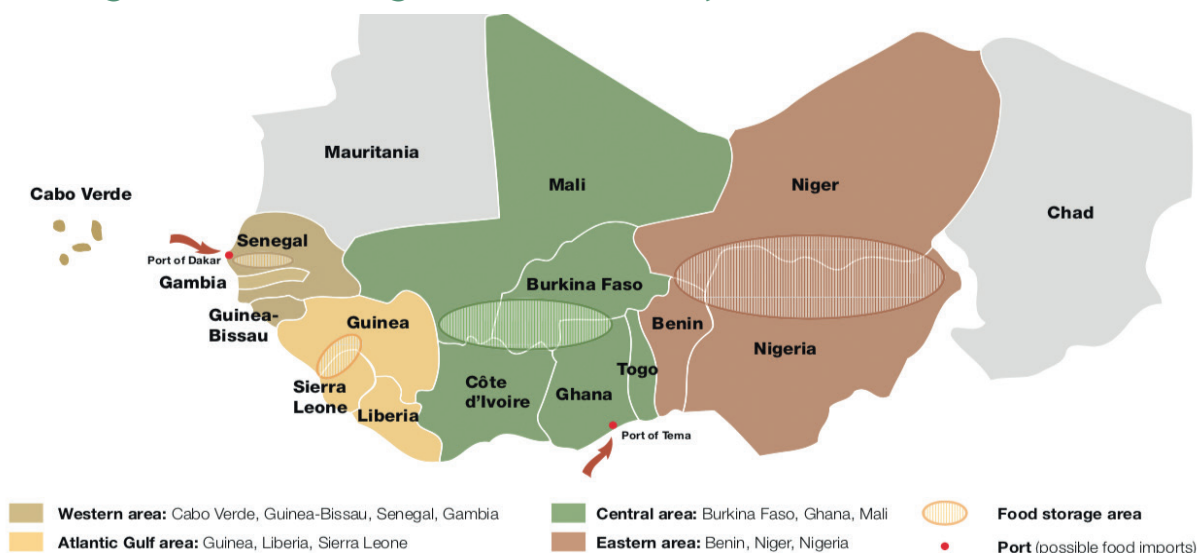 Mauritania
Mali
Niger
Cabo Verde
Chad
Senegal
Port of Dakar
Gambia
Burkina Faso
Guinea-
Bissau
Guinea
Benin
Nigeria
Togo
Sierra
Leone
Côte
d'Ivoire
Ghana
Liberia
Port of Tema
Western area: Cabo Verde, Guinea-Bissau, Senegal, Gambia
Atlantic Gulf area: Guinea, Liberia, Sierra Leone
Central area: Burkina Faso, Ghana, Mali
Eastern area: Benin, Niger, Nigeria
Food storage area
Port (possible food imports)